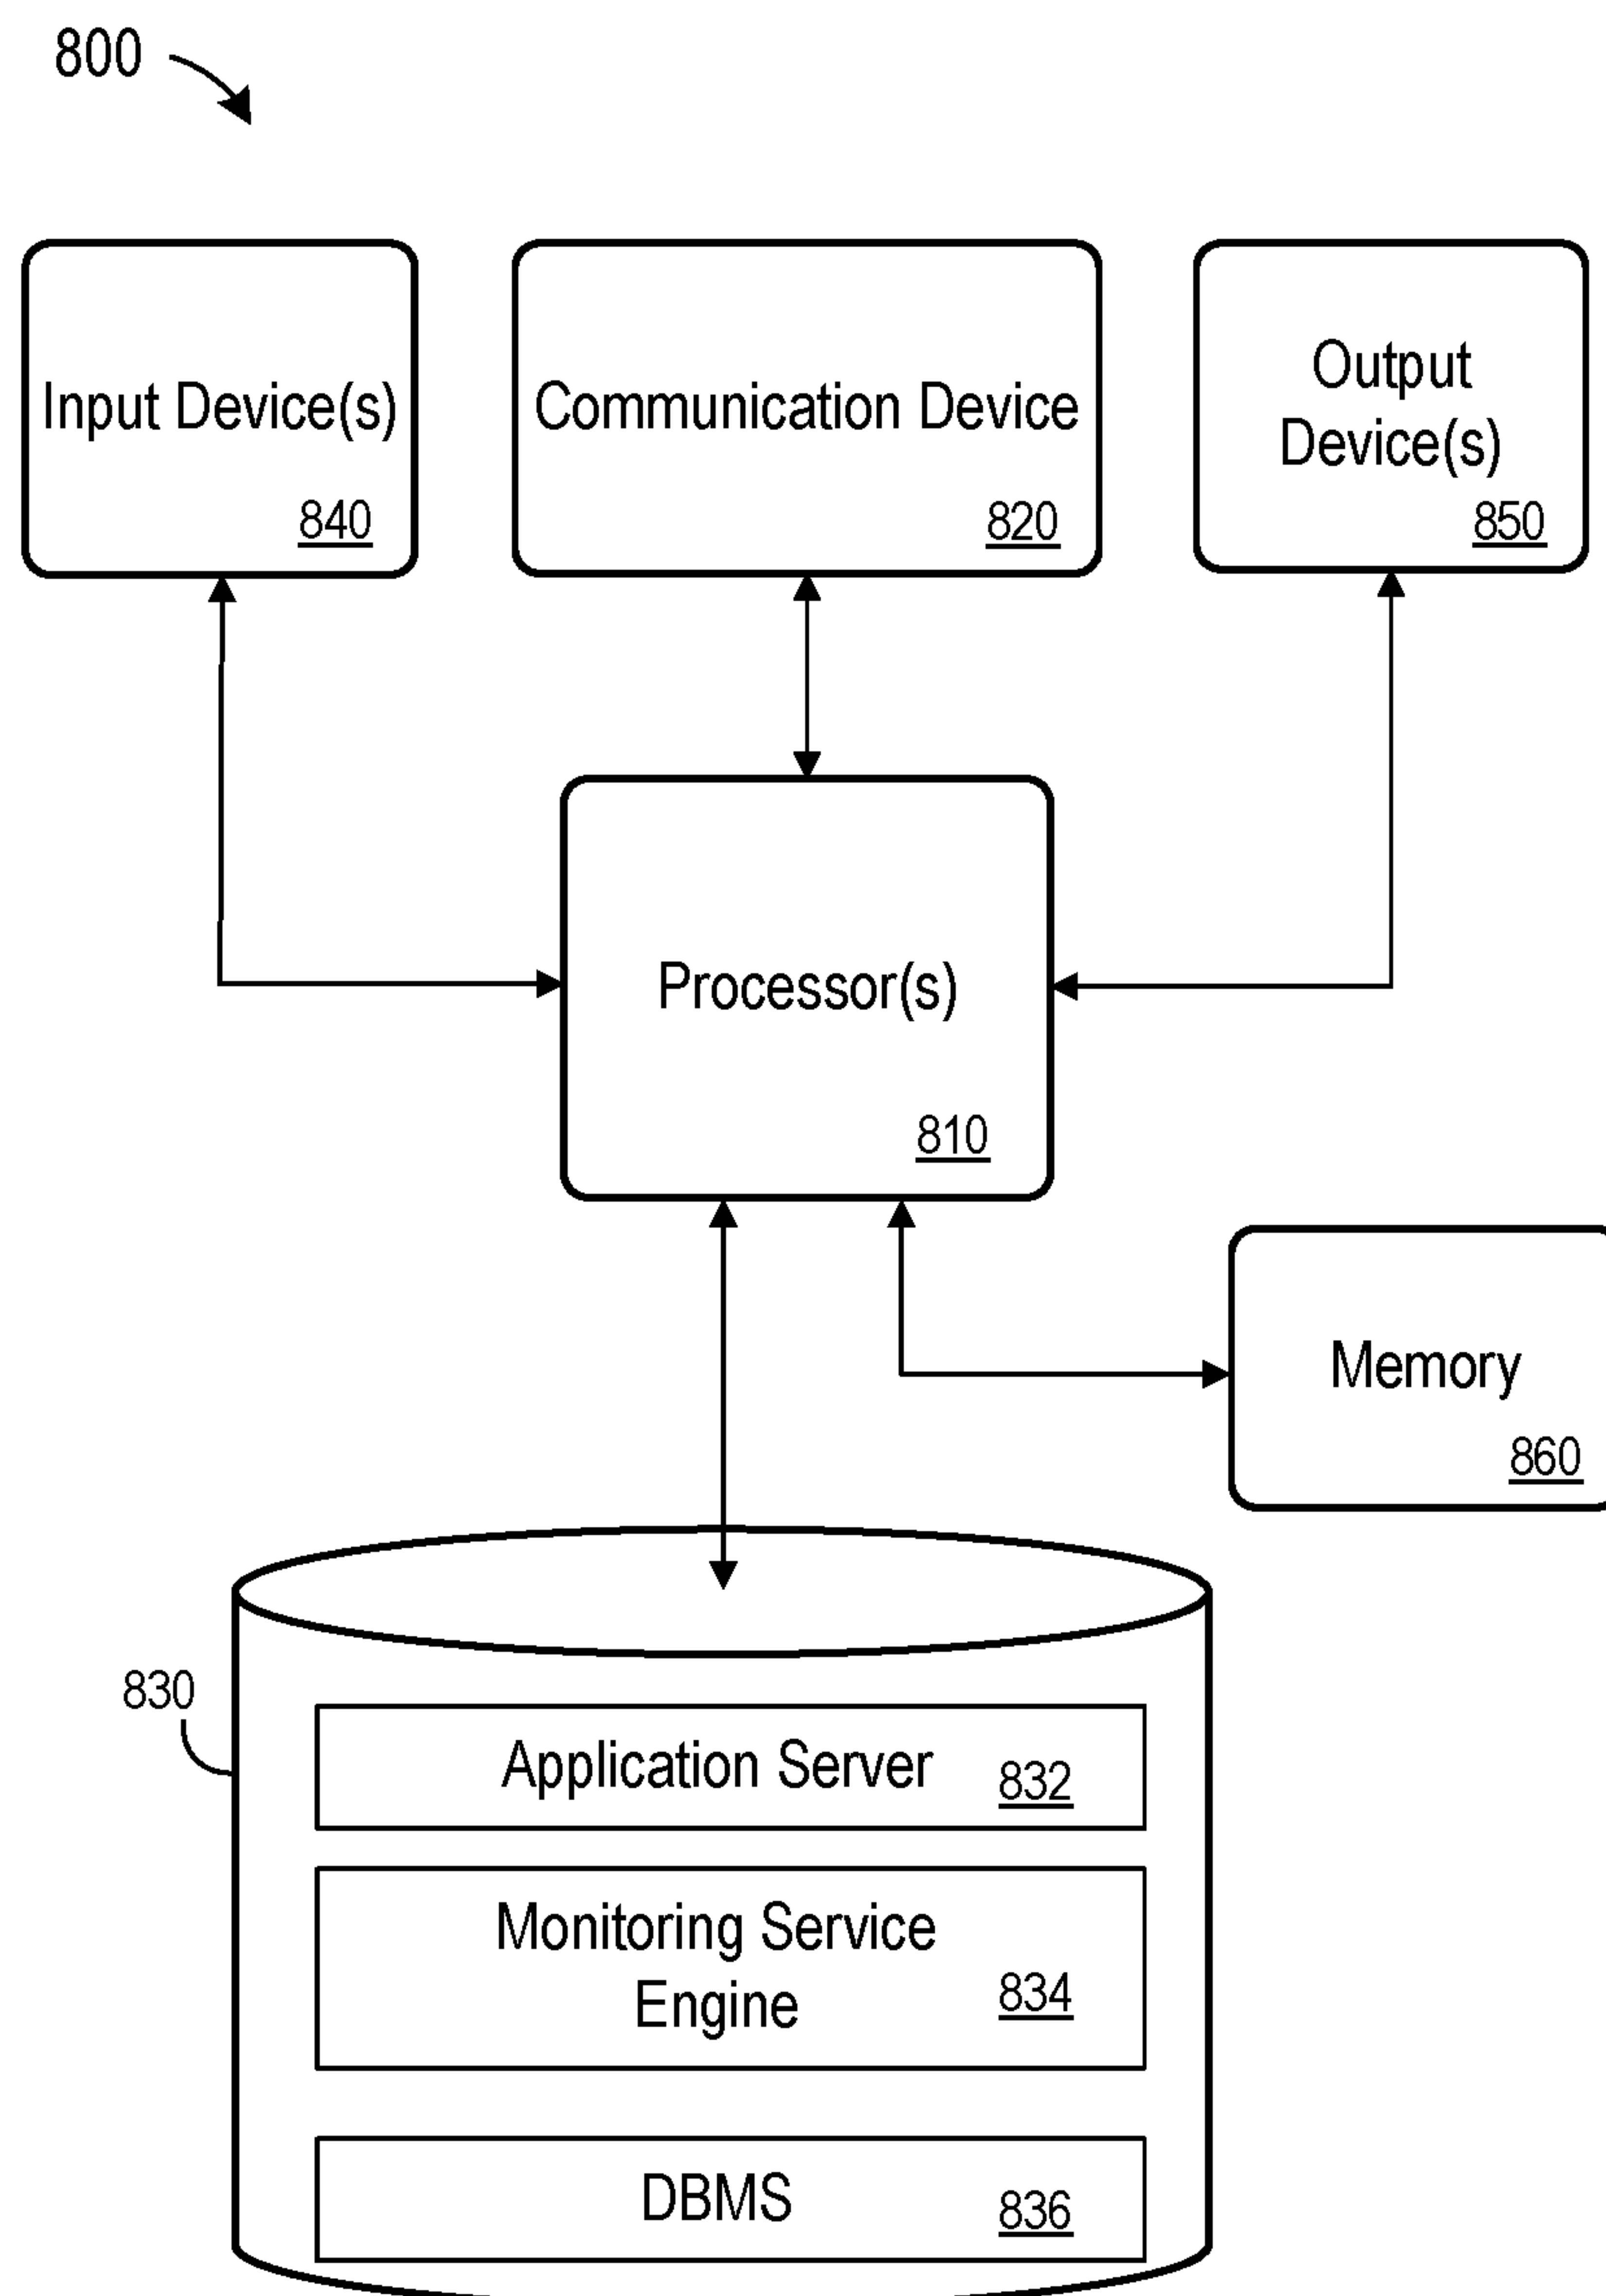 800
Input Device(s)
840
Communication Device
820
Output
Device(s)
850
Processor(s)
810
Memory
860
830
Application Server 832
Monitoring Service
Engine 834
DBMS 836